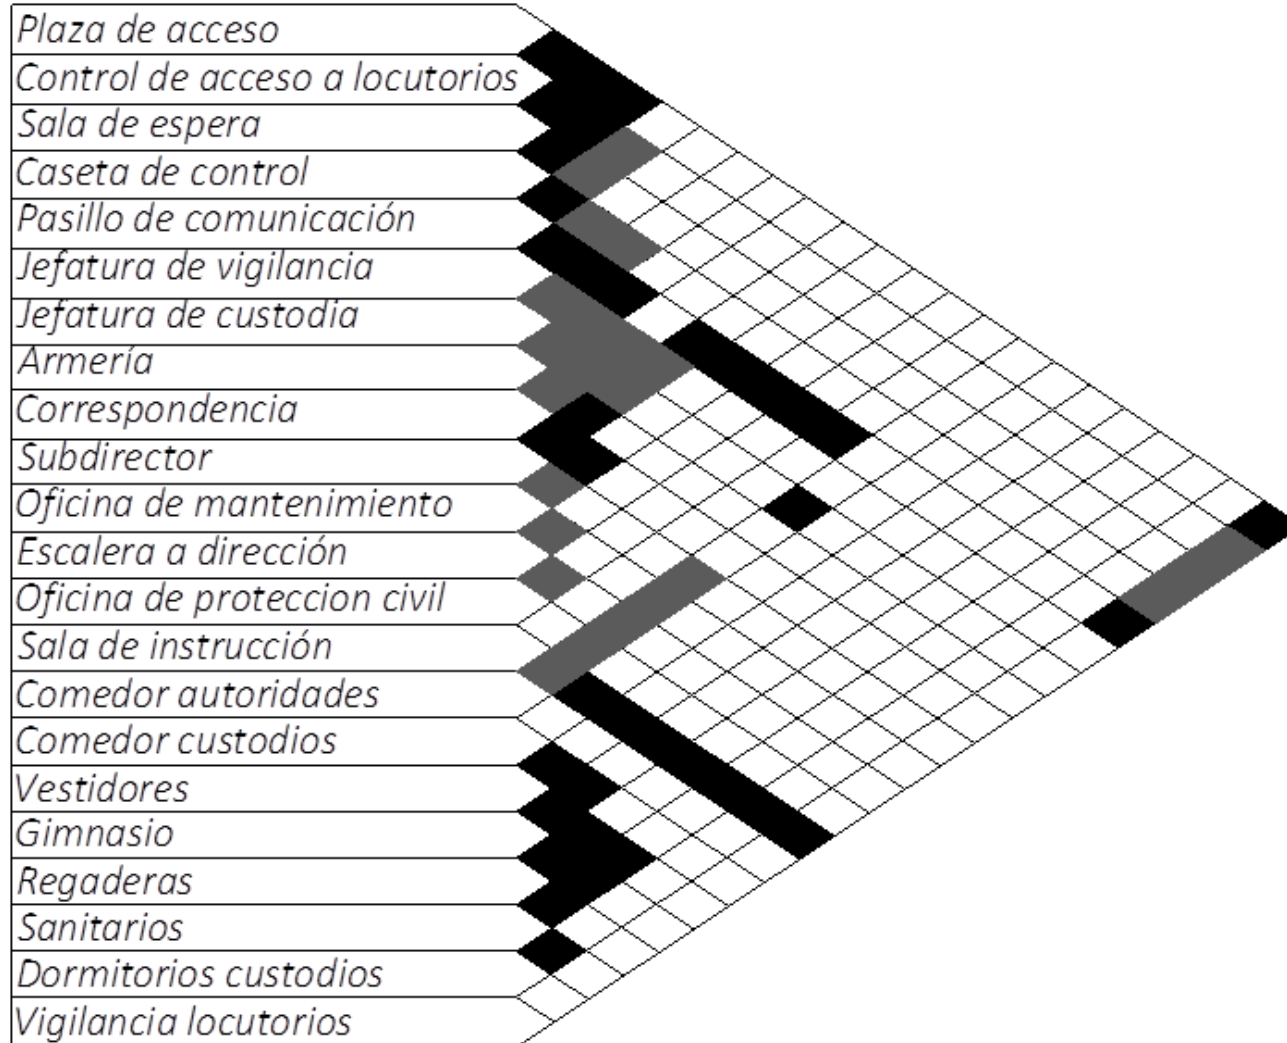 Plaza de acceso
Control de acceso a locutorios
Sala de espera
Caseta de control
Pasillo de comunicación
Jefatura de vigilancia
Jefatura de custodia
Armería
Correspondencia
Subdirector
Oficina de mantenimiento
Escalera a dirección
Oficina de proteccion civil
Sala de instrucción
Comedor autoridades
Comedor custodios
Vestidores
Gimnasio
Regaderas
Sanitarios
Dormitorios custodios
Vigilancia locutorios